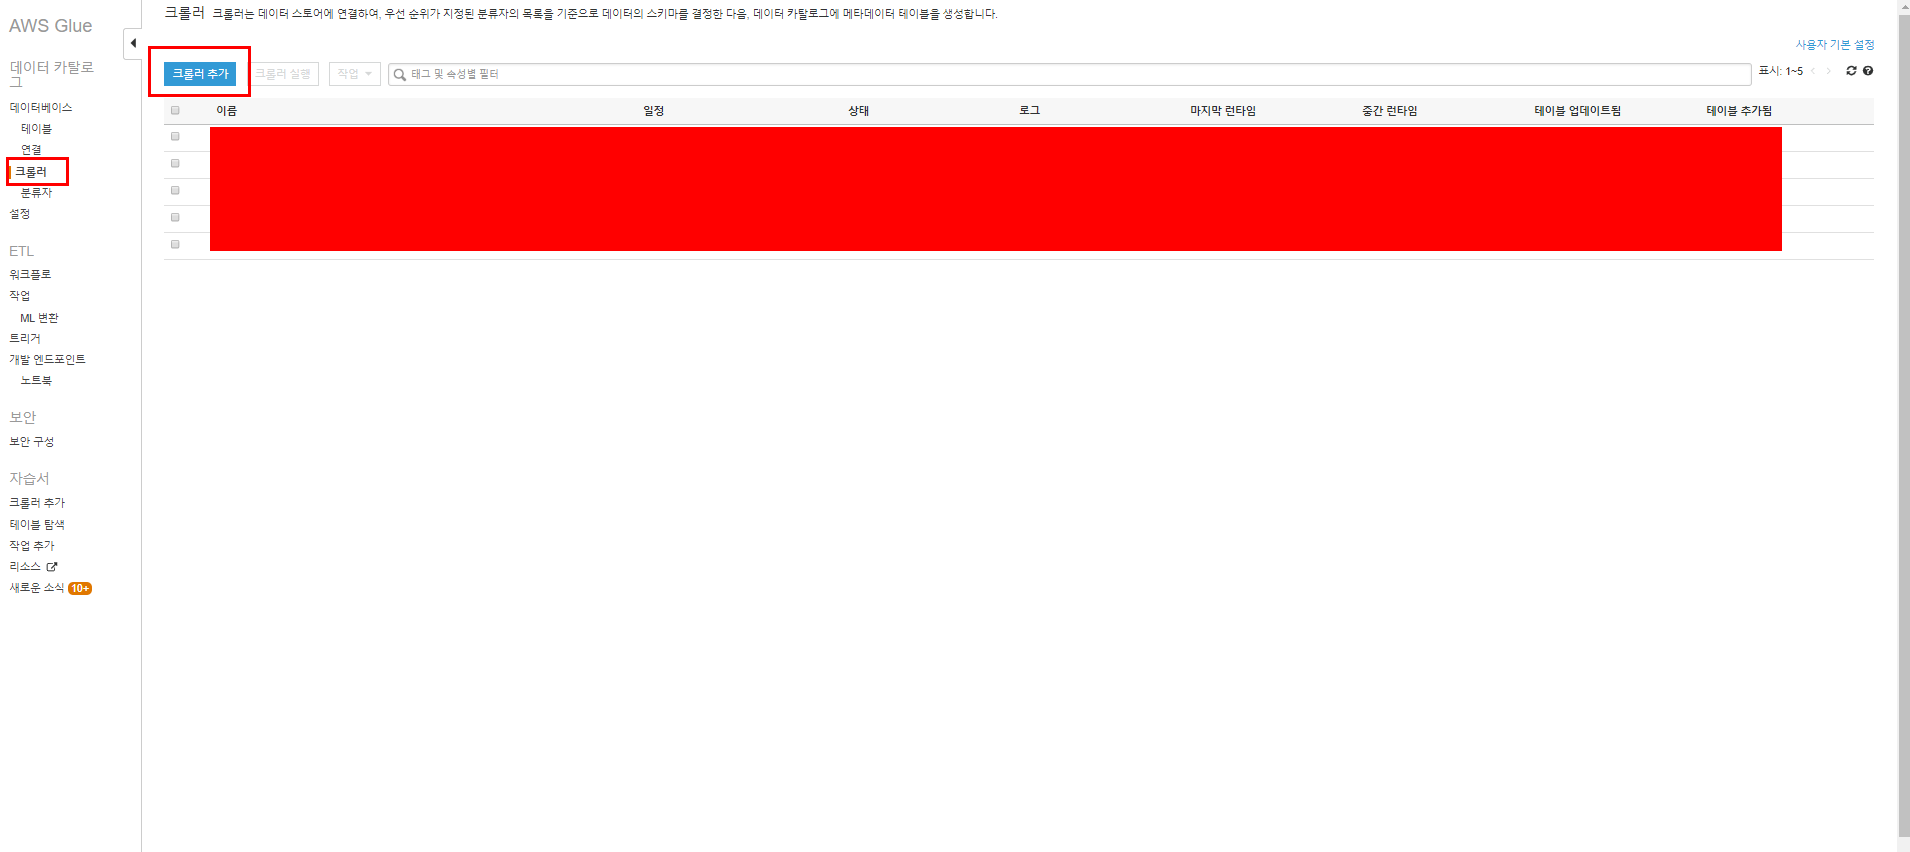 AWS Glue
데이터 카탈로
그
데이터베이스
테이블
연결
크롤러
분류자
설정
ETL
워크플로
작업
ML 변환
트리거
개발 엔드포인트
노트북
보안
보안 구성
자습서
크롤러 추가
테이블 탐색
작업 추가
리소스
새로운 소식 10+
크롤러 크롤러는 데이터 스토어에 연결하여, 우선 순위가 지정된 분류자의 목록을 기준으로 데이터의 스키마를 결정한 다음, 데이터 카탈로그에 메타데이터 테이블을 생성합니다.
사용자 기본 설정
크롤러 추가 크롤러 실행 작업 태그 및 속성별 필터 표시: 1~5
이름 일정 상태 로그 마지막 런타임 중간 런타임 테이블 업데이트됨 테이블 추가됨